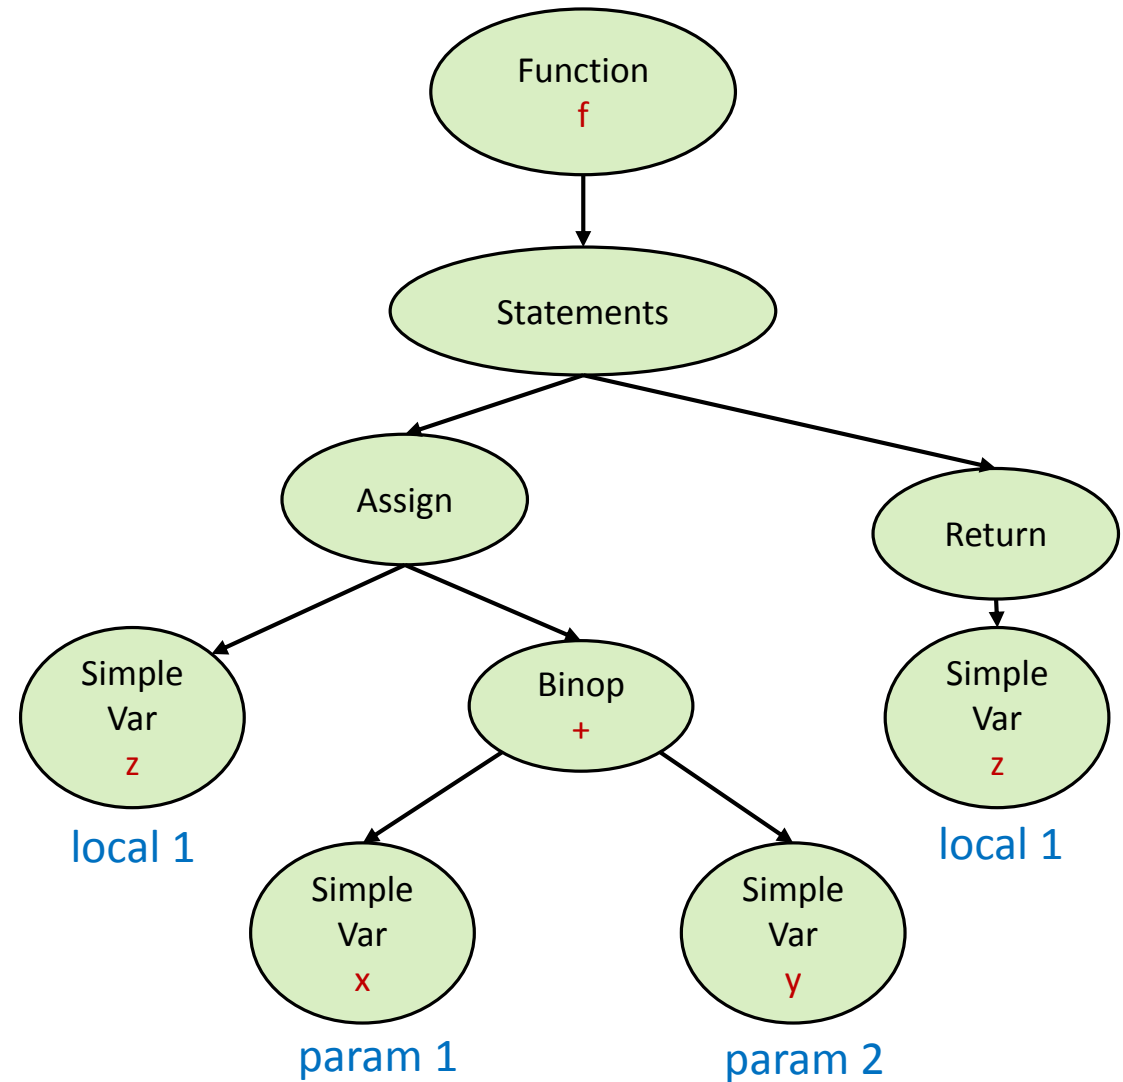 Function
f
Statements
Assign
Return
Simple
Var
z
local 1
Binop
+
Simple
Var
z
local 1
Simple
Var
x
param 1
Simple
Var
y
param 2